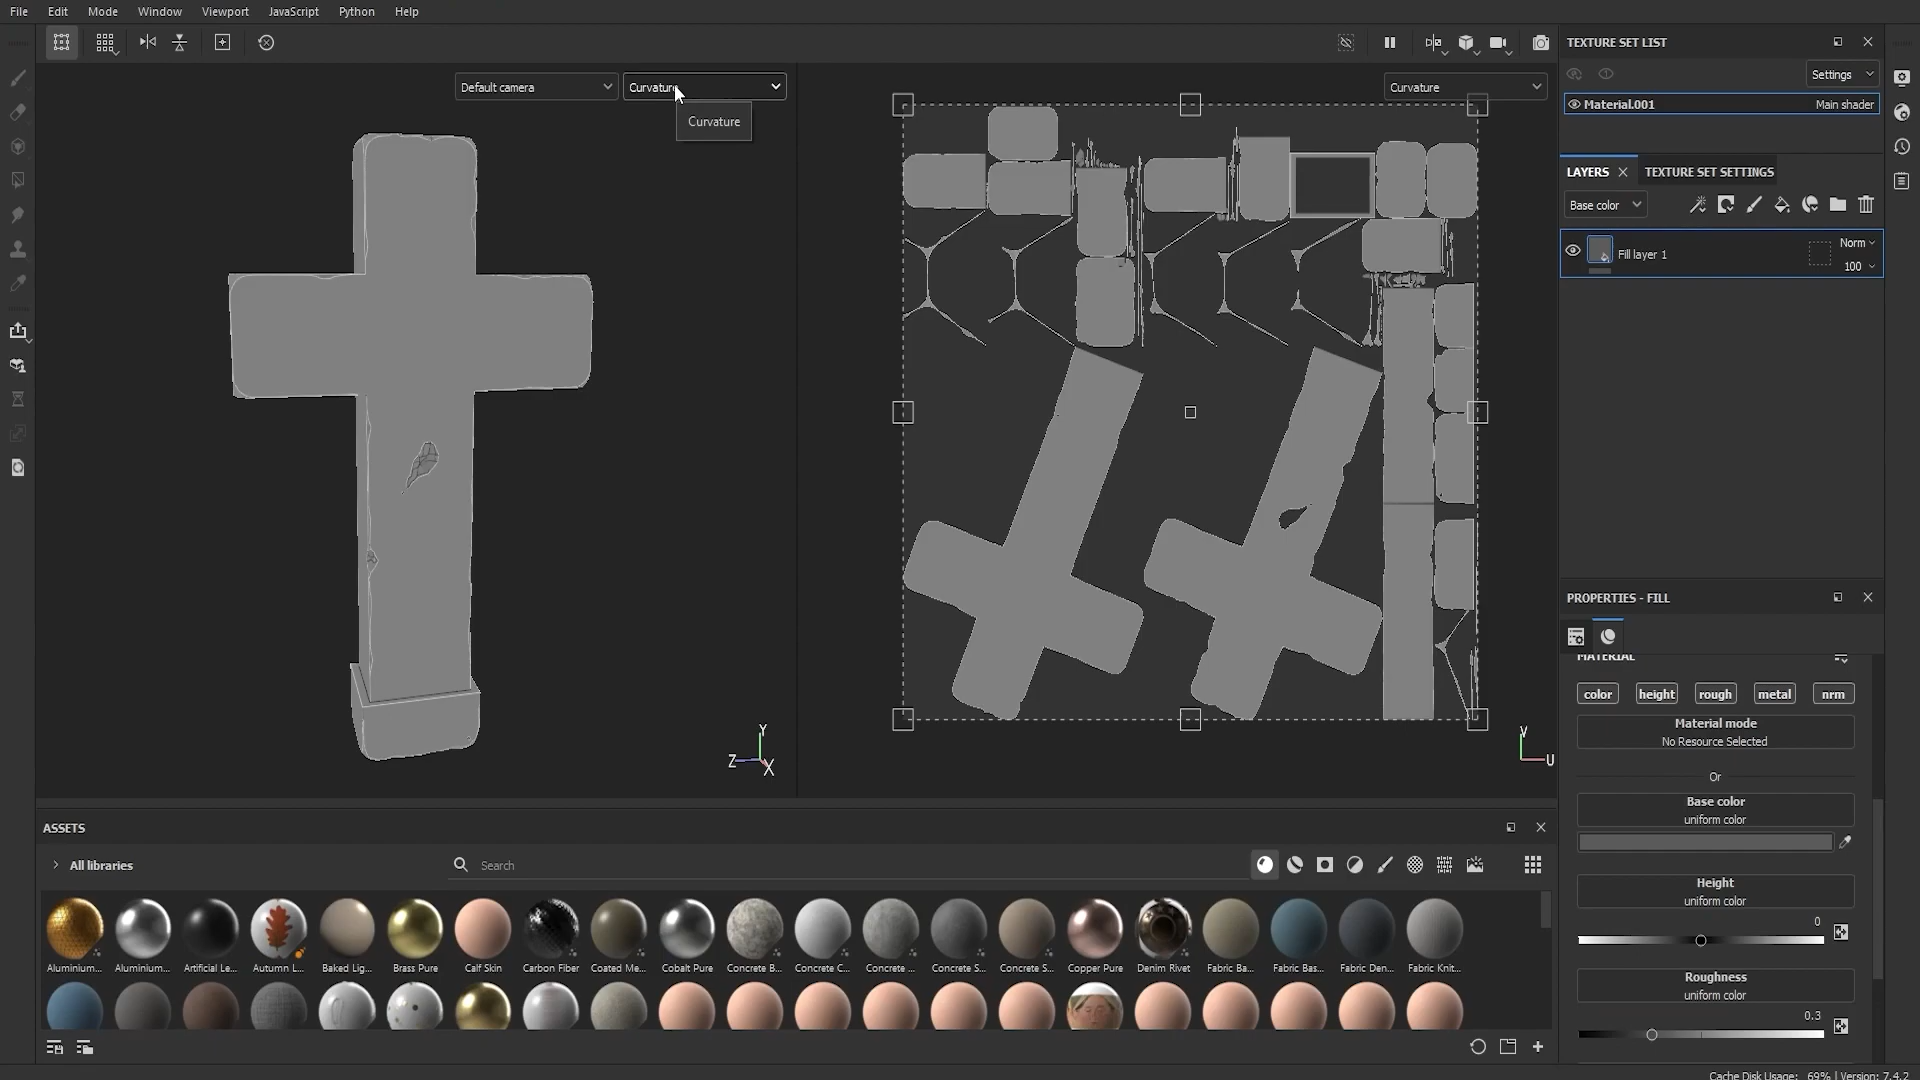 File Edit Mode Window Viewport JavaScript Python Help
TEXTURE SET LIST
Default camera
Curvature
Curvature
Settings
Curvature
Material.001 Main shader
LAYERS
TEXTURE SET SETTINGS
Base color
Fill layer 1
Norm
100
PROPERTIES - FILL
MATERIAL
color height rough metal nrm
Material mode
No Resource Selected
Or
Base color
uniform color
Height
uniform color
0
Roughness
uniform color
0.3
Y
Z
X
V
U
ASSETS
All libraries
Search
Aluminium... Aluminium... Artificial Le... Autumn L... Baked Lig... Brass Pure Calf Skin Carbon Fiber Coated Me... Cobalt Pure Concrete B... Concrete C... Concrete ... Concrete S... Concrete S... Copper Pure Denim Rivet Fabric Ba... Fabric Bas... Fabric Den... Fabric Knit...
Cache Disk Usage: 69% | Version: 7.4.2